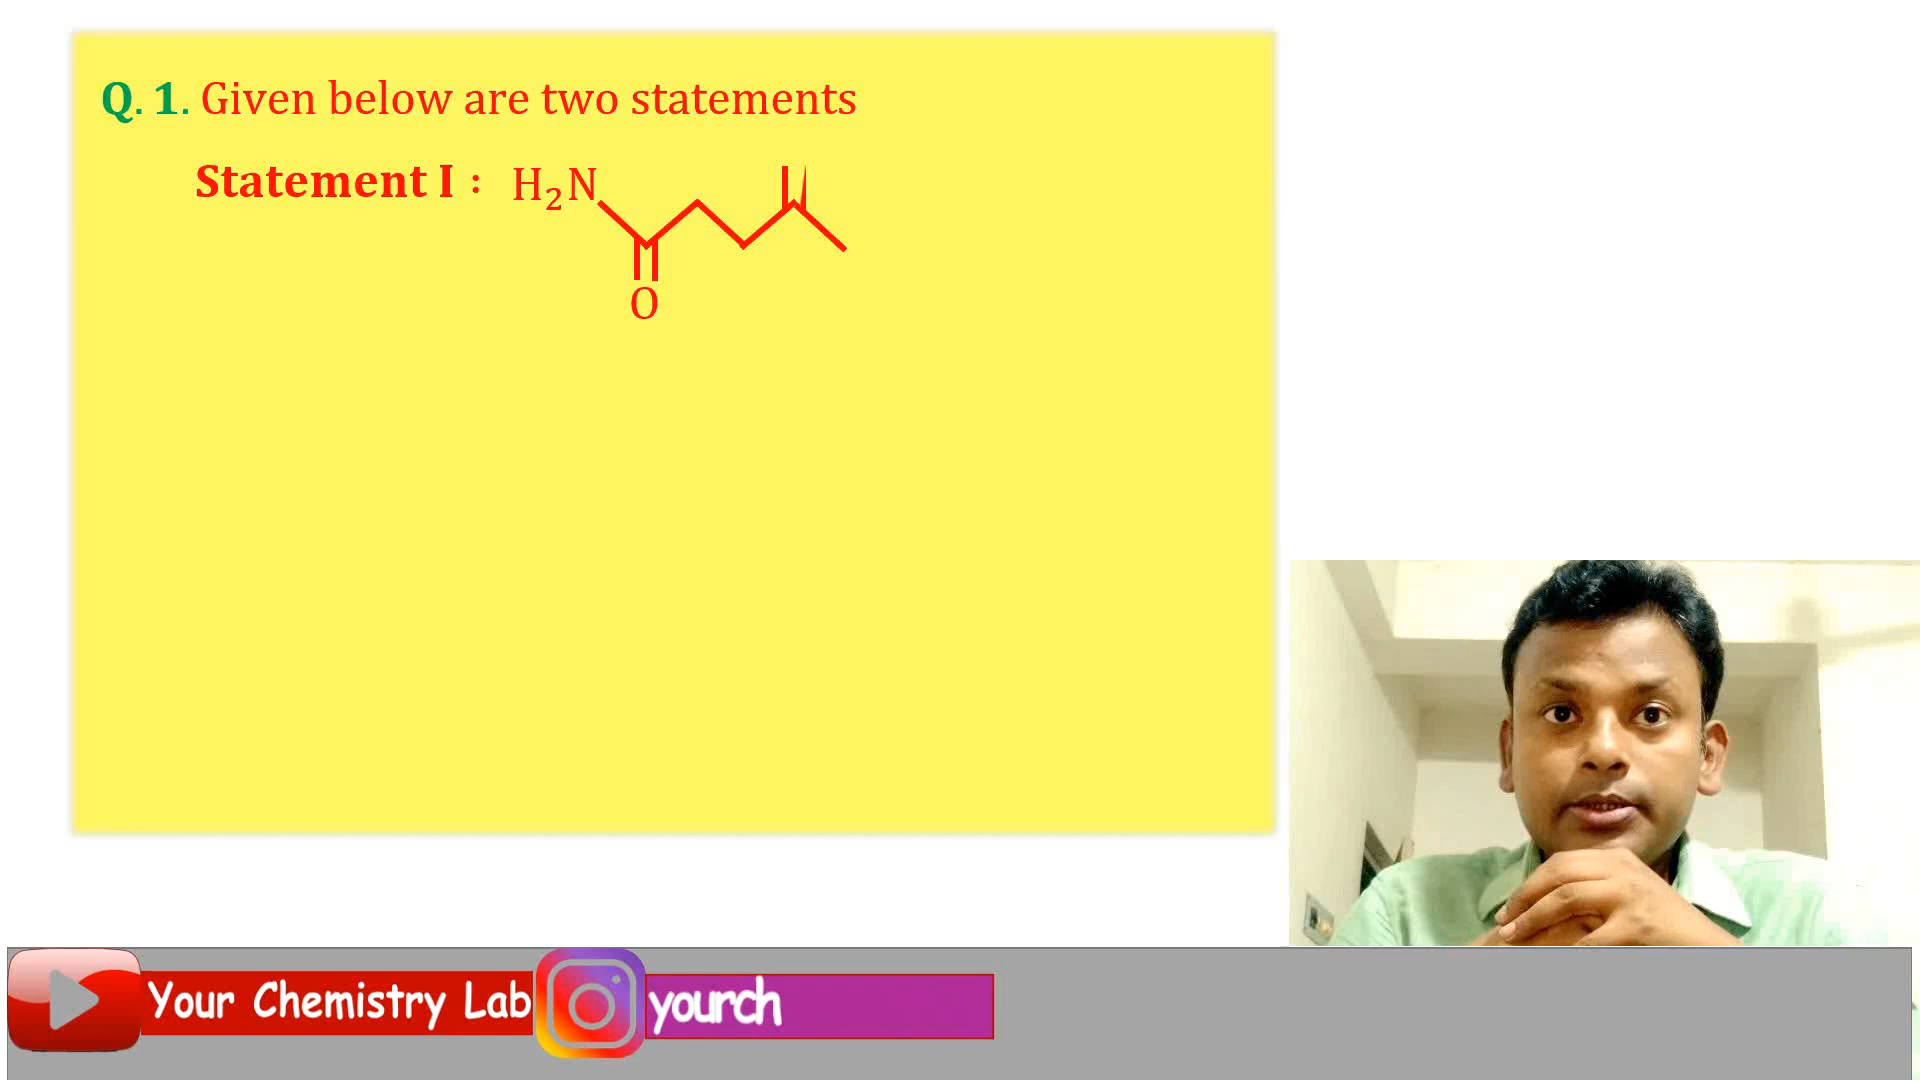 Q. 1. Given below are two statements
Statement I : H₂N
O
Your Chemistry Lab
yourch